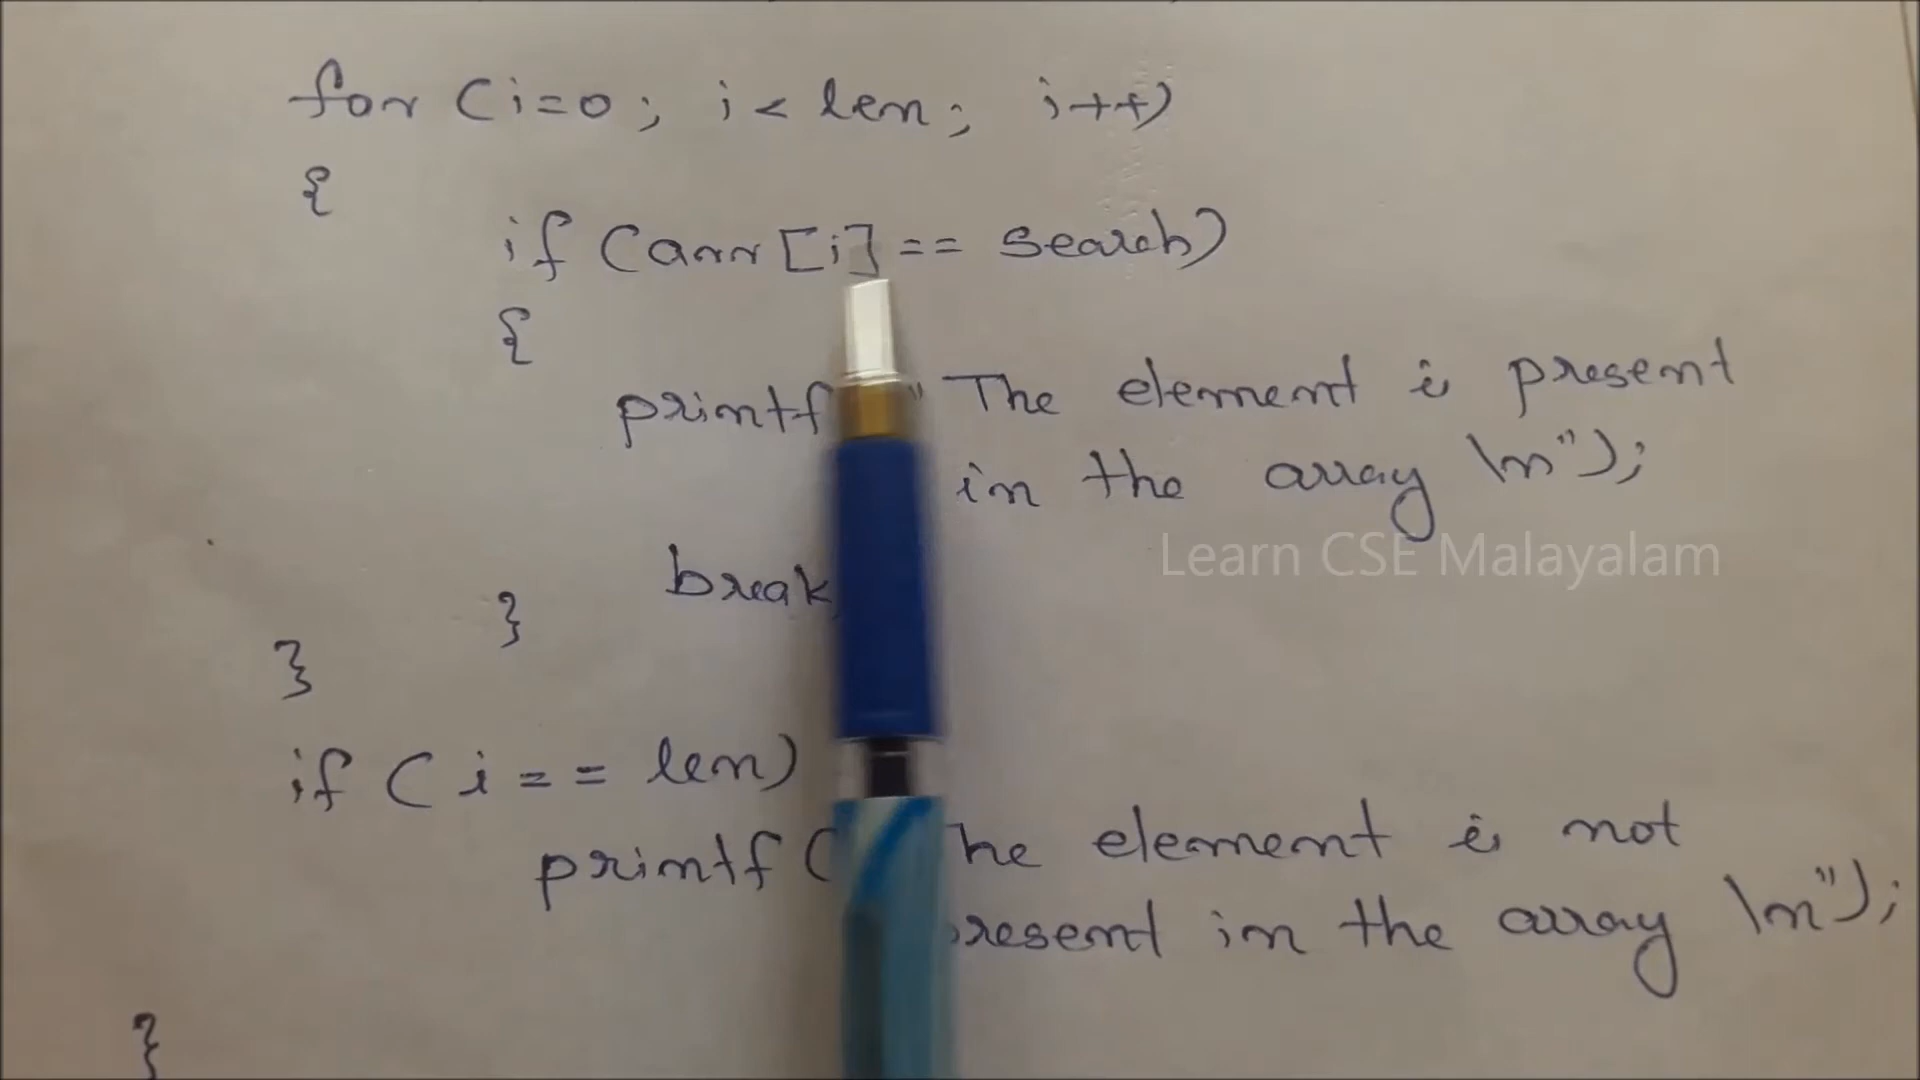 for (i=0; i< len; i++)
{
if (arr[i] == search)
{
printf " The element is present
in the array \n");
break
}
}
if (i == len)
printf ( he element is not
resent in the array \n");
}
Learn CSE Malayalam